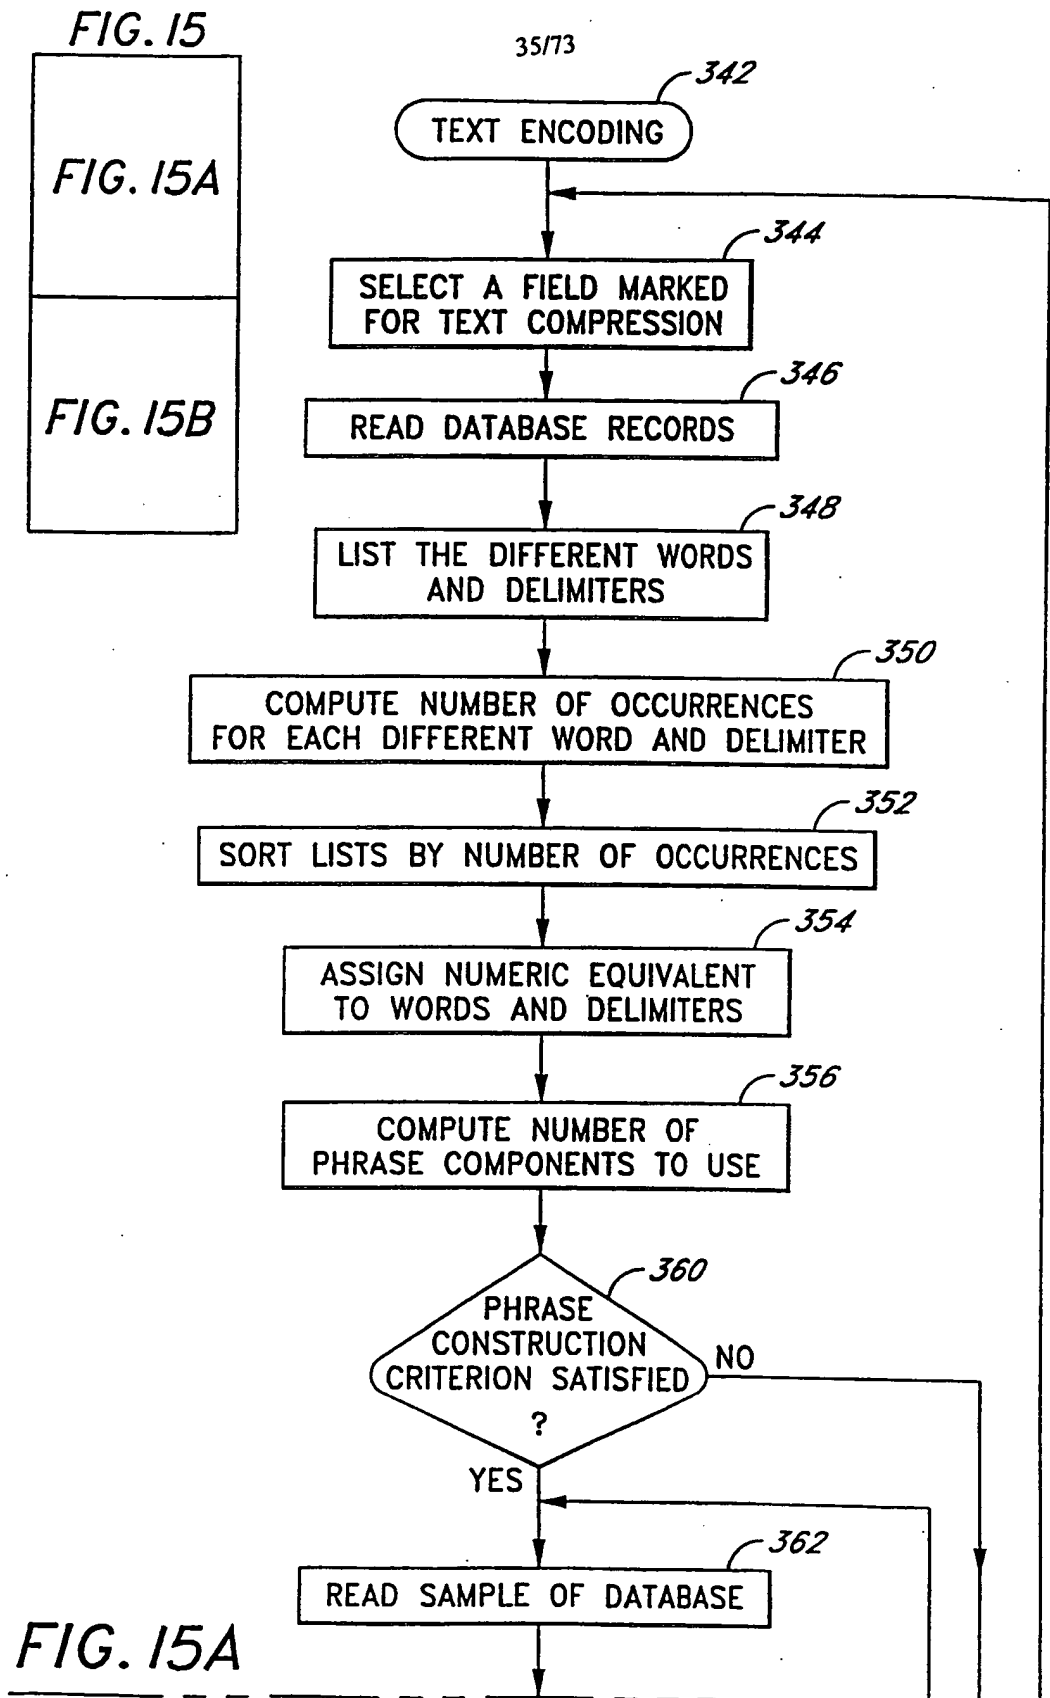 FIG. 15
35/73
FIG. 15A
FIG. 15B
342
TEXT ENCODING
344
SELECT A FIELD MARKED
FOR TEXT COMPRESSION
346
READ DATABASE RECORDS
348
LIST THE DIFFERENT WORDS
AND DELIMITERS
350
COMPUTE NUMBER OF OCCURRENCES
FOR EACH DIFFERENT WORD AND DELIMITER
352
SORT LISTS BY NUMBER OF OCCURRENCES
354
ASSIGN NUMERIC EQUIVALENT
TO WORDS AND DELIMITERS
356
COMPUTE NUMBER OF
PHRASE COMPONENTS TO USE
360
PHRASE
CONSTRUCTION
CRITERION SATISFIED
?
NO
YES
362
READ SAMPLE OF DATABASE
FIG. 15A